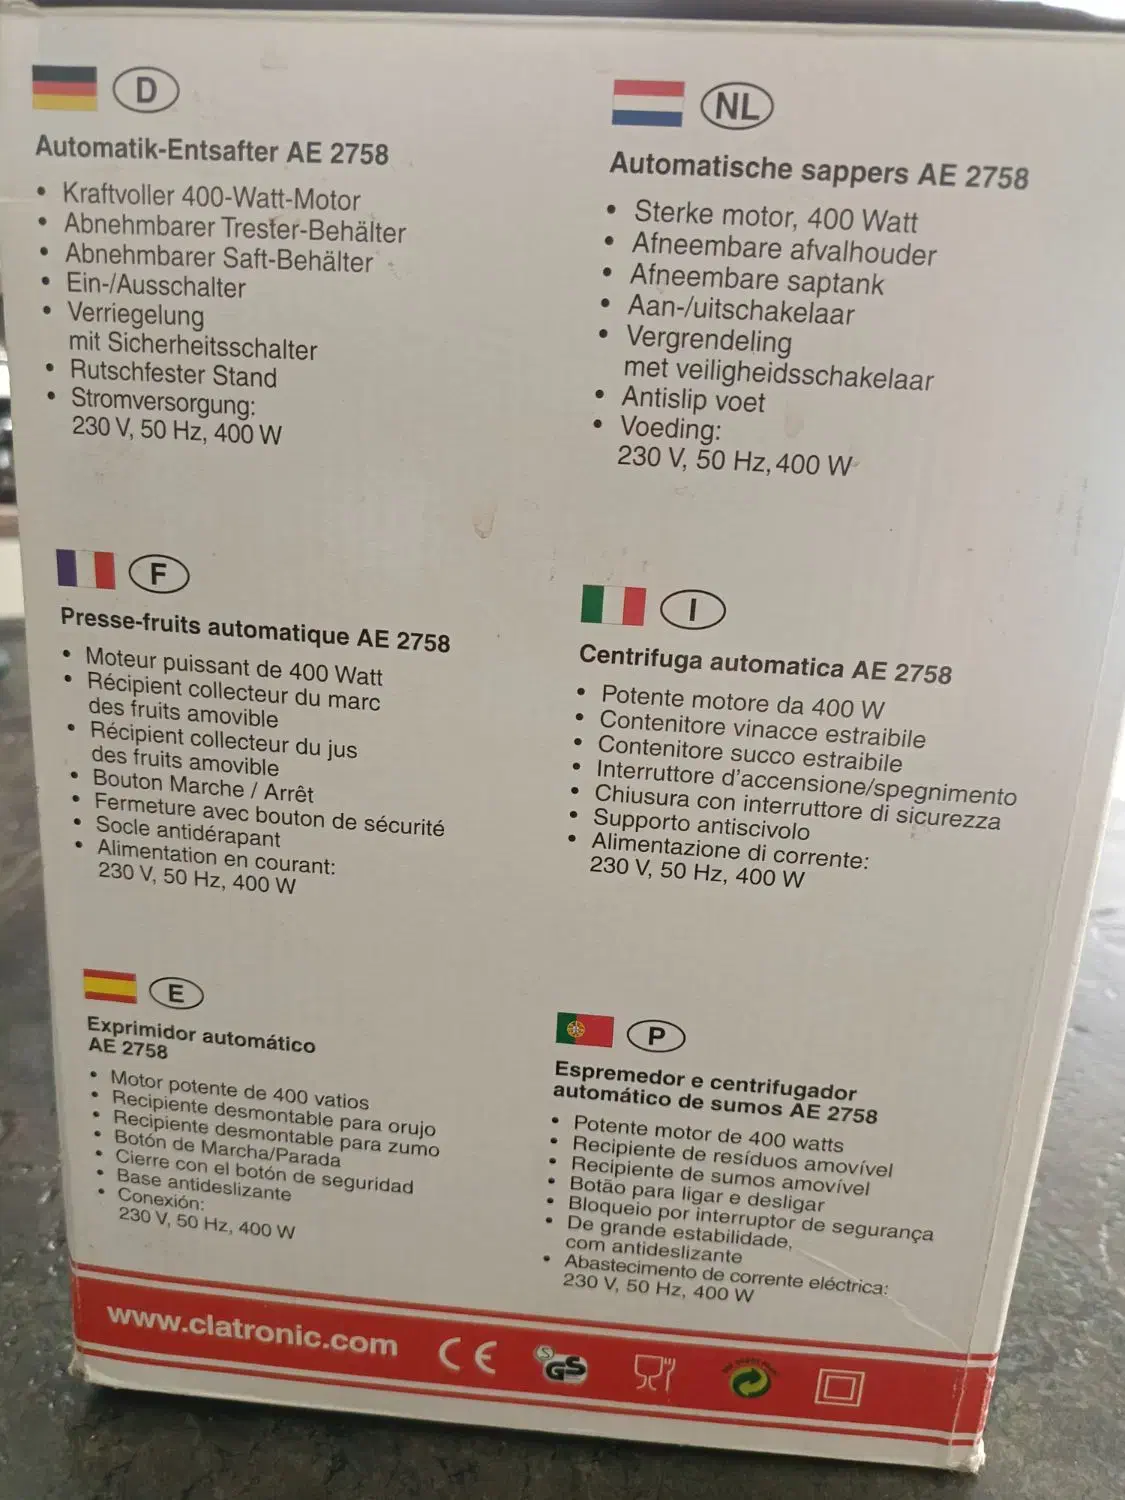 D
Automatik-Entsafter AE 2758
• Kraftvoller 400-Watt-Motor
• Abnehmbarer Trester-Behälter
• Abnehmbarer Saft-Behälter
• Ein-/Ausschalter
• Verriegelung
mit Sicherheitsschalter
• Rutschfester Stand
• Stromversorgung:
230 V, 50 Hz, 400 W
NL
Automatische sappers AE 2758
• Sterke motor, 400 Watt
• Afneembare afvalhouder
• Afneembare saptank
• Aan-/uitschakelaar
• Vergrendeling
met veiligheidsschakelaar
• Antislip voet
• Voeding:
230 V, 50 Hz, 400 W
F
Presse-fruits automatique AE 2758
• Moteur puissant de 400 Watt
• Récipient collecteur du marc
des fruits amovible
• Récipient collecteur du jus
des fruits amovible
• Bouton Marche / Arrêt
• Fermeture avec bouton de sécurité
• Socle antidérapant
• Alimentation en courant:
230 V, 50 Hz, 400 W
I
Centrifuga automatica AE 2758
• Potente motore da 400 W
• Contenitore vinacce estraibile
• Contenitore succo estraibile
• Interruttore d'accensione/spegnimento
• Chiusura con interruttore di sicurezza
• Supporto antiscivolo
• Alimentazione di corrente:
230 V, 50 Hz, 400 W
E
Exprimidor automático
AE 2758
• Motor potente de 400 vatios
• Recipiente desmontable para orujo
• Recipiente desmontable para zumo
• Botón de Marcha/Parada
• Cierre con el botón de seguridad
• Base antideslizante
• Conexión:
230 V, 50 Hz, 400 W
P
Espremedor e centrifugador
automático de sumos AE 2758
• Potente motor de 400 watts
• Recipiente de resíduos amovível
• Recipiente de sumos amovível
• Botão para ligar e desligar
• Bloqueio por interruptor de segurança
• De grande estabilidade,
com antideslizante
• Abastecimento de corrente eléctrica:
230 V, 50 Hz, 400 W
www.clatronic.com
CE
S GS